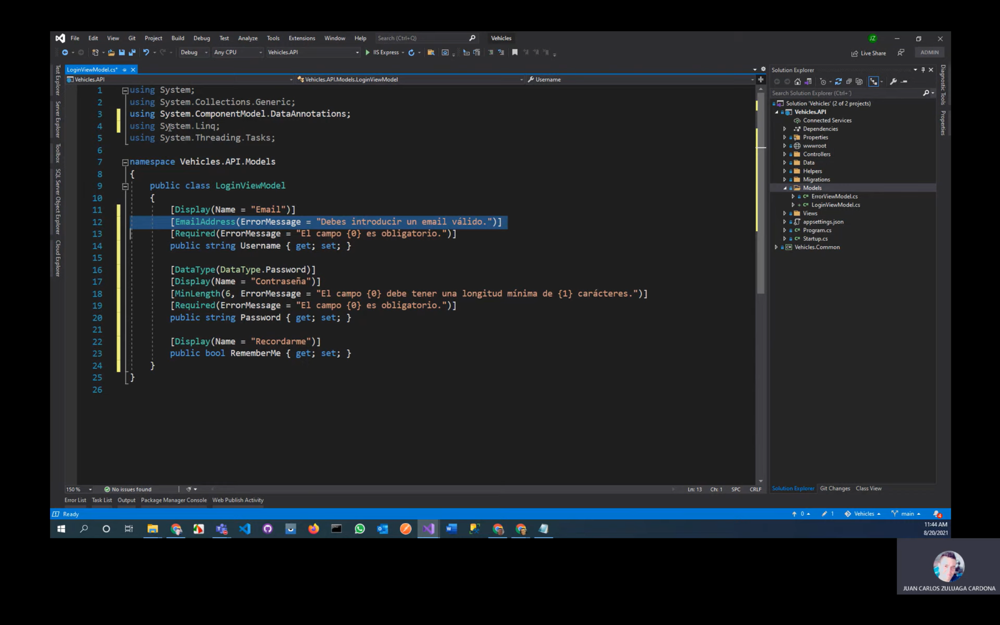 File Edit View Git Project Build Debug Test Analyze Tools Extensions Window Help Search (Ctrl+Q) Vehicles JZ
Debug Any CPU Vehicles.API IIS Express Live Share ADMIN
LoginViewModel.cs*
Vehicles.API Vehicles.API.Models.LoginViewModel Username
Test Explorer
Server Explorer
Toolbox
SQL Server Object Explorer
Cloud Explorer
1 using System;
2 using System.Collections.Generic;
3 using System.ComponentModel.DataAnnotations;
4 using System.Linq;
5 using System.Threading.Tasks;
6
7 namespace Vehicles.API.Models
8 {
9 public class LoginViewModel
10 {
11 [Display(Name = "Email")]
12 [EmailAddress(ErrorMessage = "Debes introducir un email válido.")]
13 [Required(ErrorMessage = "El campo {0} es obligatorio.")]
14 public string Username { get; set; }
15
16 [DataType(DataType.Password)]
17 [Display(Name = "Contraseña")]
18 [MinLength(6, ErrorMessage = "El campo {0} debe tener una longitud mínima de {1} carácteres.")]
19 [Required(ErrorMessage = "El campo {0} es obligatorio.")]
20 public string Password { get; set; }
21
22 [Display(Name = "Recordarme")]
23 public bool RememberMe { get; set; }
24 }
25 }
26
150 % No issues found Ln: 13 Ch: 1 SPC CRLF
Error List Task List Output Package Manager Console Web Publish Activity
Solution Explorer
Search Solution Explorer (Ctrl+´)
Solution 'Vehicles' (2 of 2 projects)
Vehicles.API
Connected Services
Dependencies
Properties
wwwroot
Controllers
Data
Helpers
Migrations
Models
C# ErrorViewModel.cs
+ C# LoginViewModel.cs
Views
appsettings.json
C# Program.cs
C# Startup.cs
C# Vehicles.Common
Solution Explorer Git Changes Class View
Diagnostic Tools
Properties
Ready 0 1 Vehicles main 4
11:44 AM
8/20/2021
JUAN CARLOS ZULUAGA CARDONA